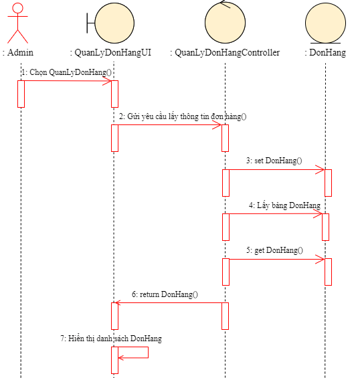 : Admin
: QuanLyDonHangUI
: QuanLyDonHangController
: DonHang
1: Chọn QuanLyDonHang()
2: Gửi yêu cầu lấy thông tin đơn hàng()
3: set DonHang()
4: Lấy bảng DonHang
5: get DonHang()
6: return DonHang()
7: Hiển thị danh sách DonHang